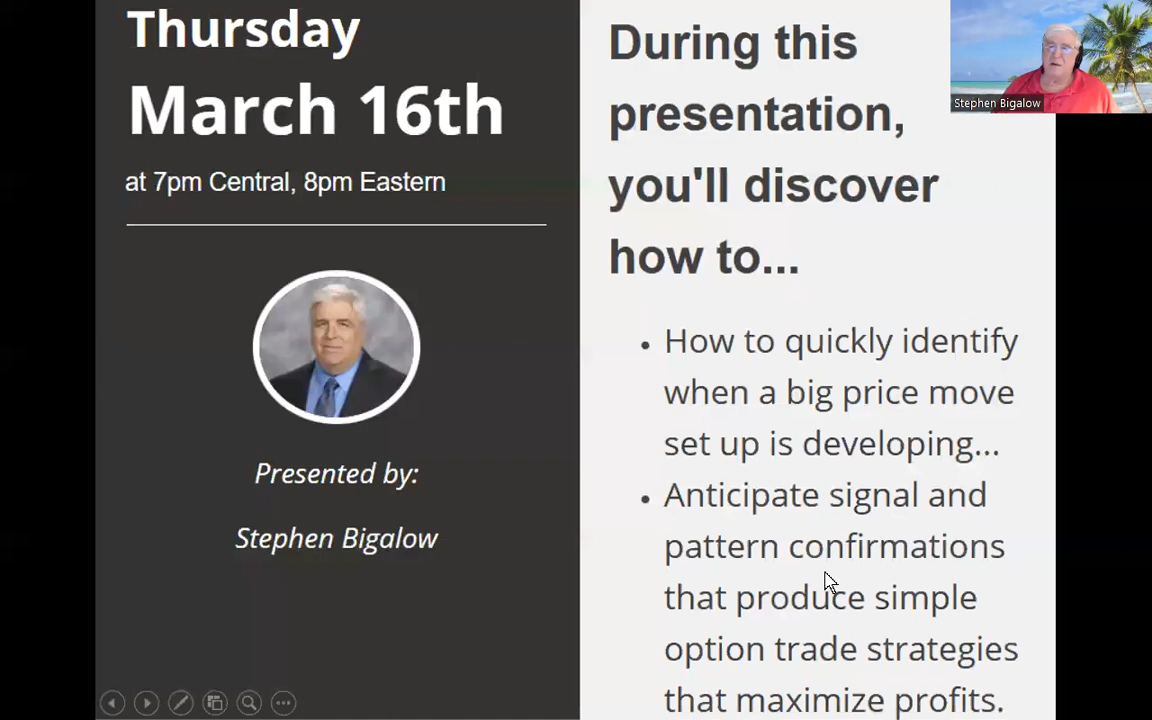 Thursday
March 16th
at 7pm Central, 8pm Eastern
Presented by:
Stephen Bigalow
During this
presentation,
you'll discover
how to...
• How to quickly identify
when a big price move
set up is developing...
• Anticipate signal and
pattern confirmations
that produce simple
option trade strategies
that maximize profits.
Stephen Bigalow